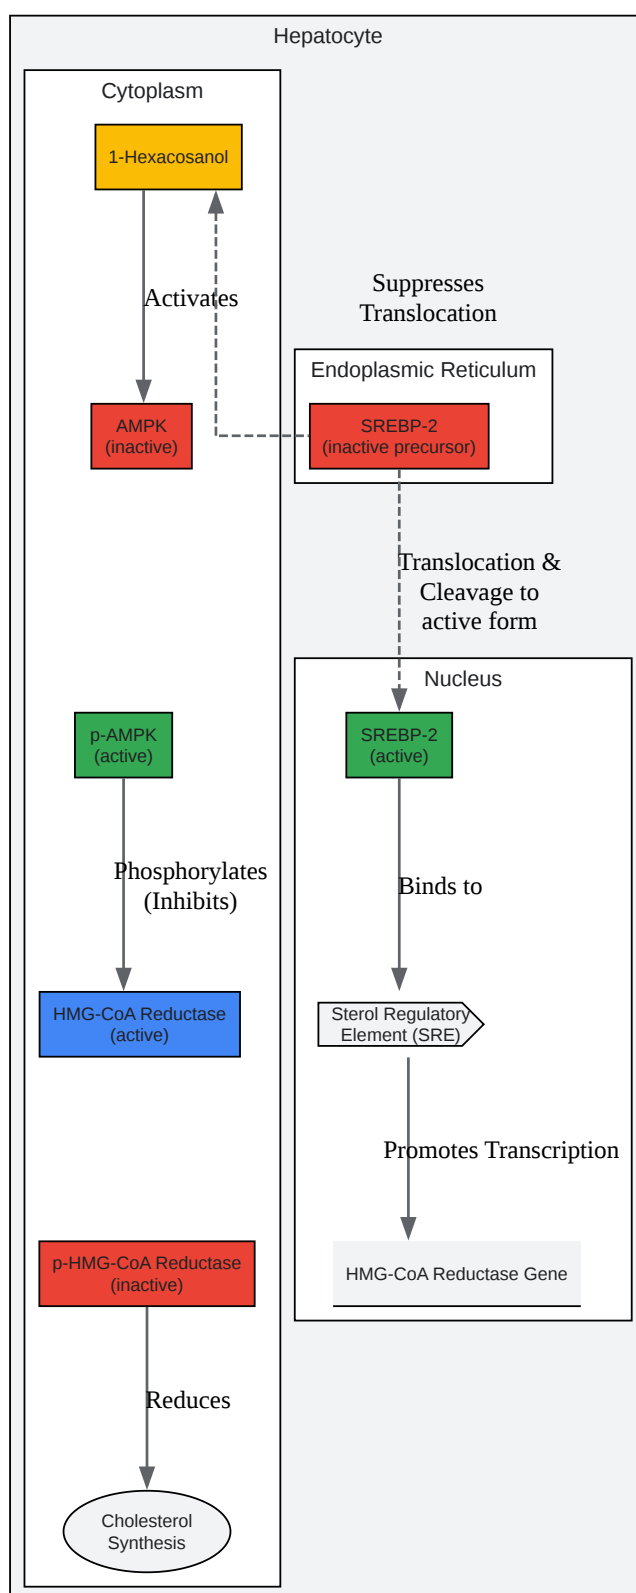 Hepatocyte
Cytoplasm
1-Hexacosanol
Activates
Suppresses
Translocation
Endoplasmic Reticulum
AMPK
(inactive)
SREBP-2
(inactive precursor)
Translocation &
Cleavage to
active form
Nucleus
p-AMPK
(active)
SREBP-2
(active)
Phosphorylates
(Inhibits)
Binds to
HMG-CoA Reductase
(active)
Sterol Regulatory
Element (SRE)
Promotes Transcription
p-HMG-CoA Reductase
(inactive)
HMG-CoA Reductase Gene
Reduces
Cholesterol
Synthesis